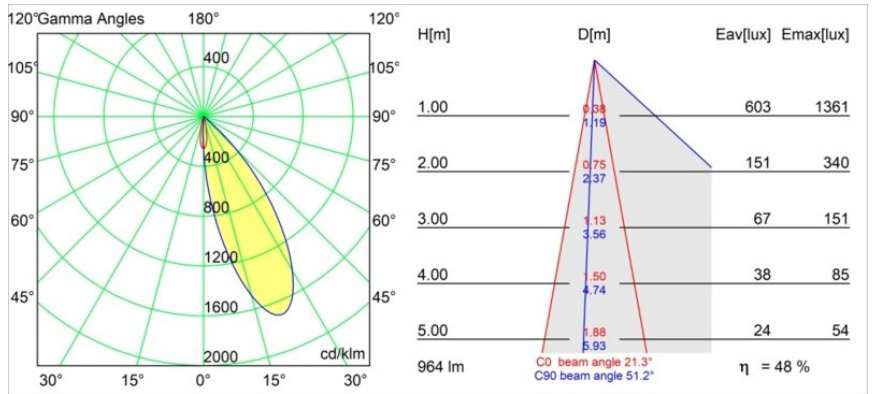 120° Gamma Angles 180° 120°
105° 400 105°
90° 90°
400
75° 75°
800
60° 60°
1200
45° 45°
1600
2000 cd/klm
30° 15° 0° 15° 30°
H[m] D[m] Eav[lux] Emax[lux]
1.00 0.38 603 1361
1.19
2.00 0.75 151 340
2.37
3.00 1.13 67 151
3.56
4.00 1.50 38 85
4.74
5.00 1.88 24 54
5.93
964 lm C0 beam angle 21.3° η = 48 %
C90 beam angle 51.2°